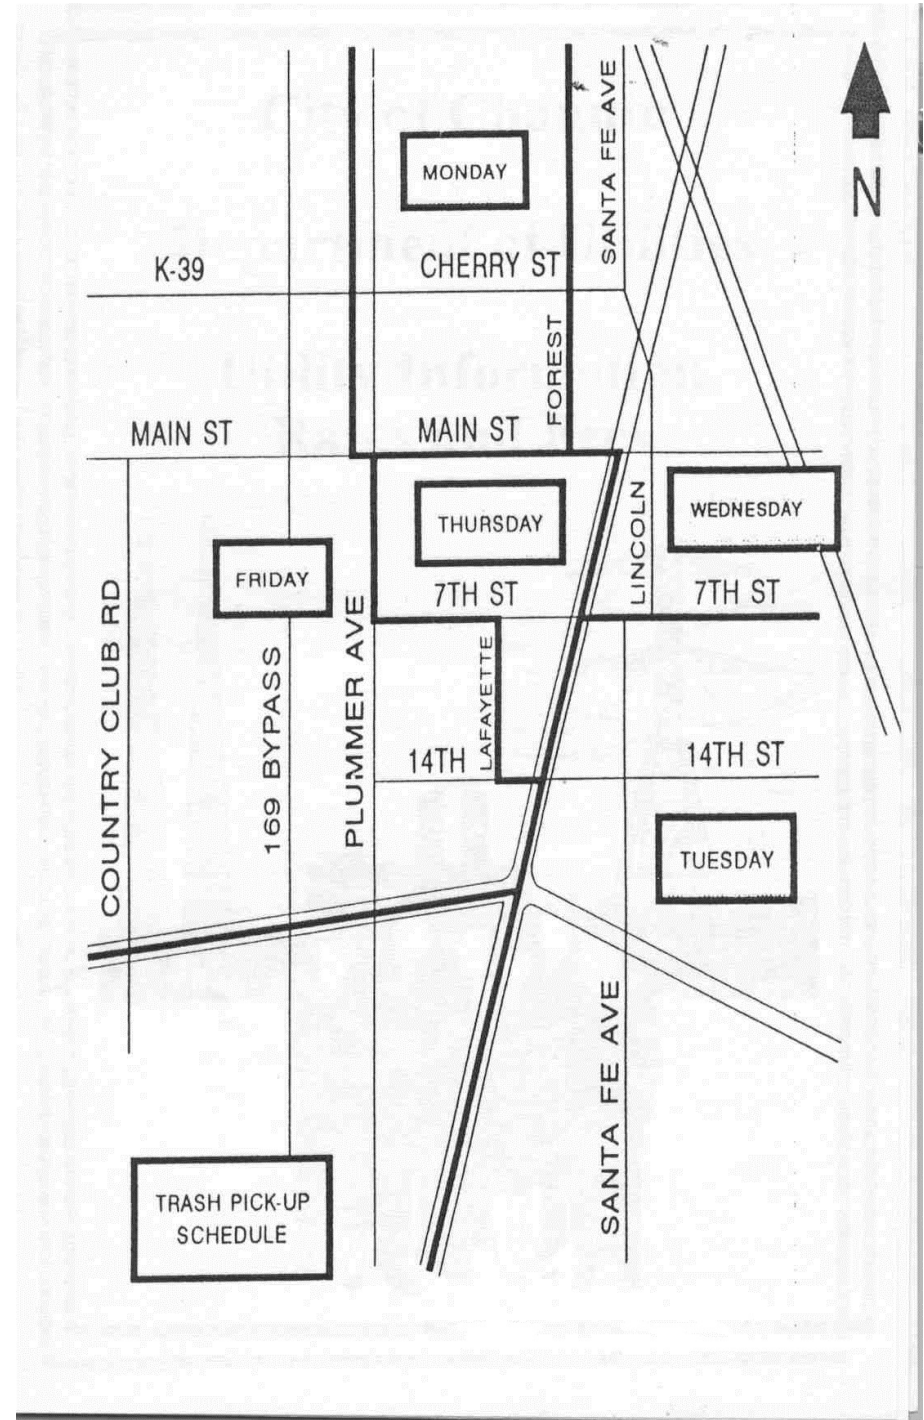 N
SANTA FE AVE
MONDAY
K-39
CHERRY ST
FOREST
MAIN ST
MAIN ST
THURSDAY
LINCOLN
WEDNESDAY
FRIDAY
7TH ST
7TH ST
COUNTRY CLUB RD
169 BYPASS
PLUMMER AVE
LAFAYETTE
14TH
14TH ST
TUESDAY
SANTA FE AVE
TRASH PICK-UP
SCHEDULE